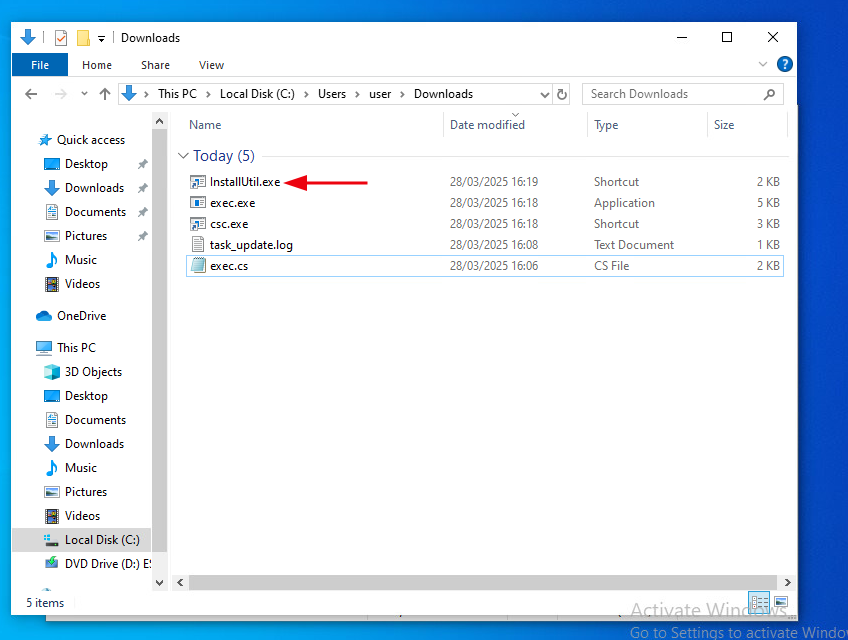 Downloads
File Home Share View
This PC Local Disk (C:) Users user Downloads Search Downloads
Name Date modified Type Size
Quick access
Desktop
Downloads
Documents
Pictures
Music
Videos
OneDrive
This PC
3D Objects
Desktop
Documents
Downloads
Music
Pictures
Videos
Local Disk (C:)
DVD Drive (D:) ES
Today (5)
InstallUtil.exe 28/03/2025 16:19 Shortcut 2 KB
exec.exe 28/03/2025 16:18 Application 5 KB
csc.exe 28/03/2025 16:18 Shortcut 3 KB
task_update.log 28/03/2025 16:08 Text Document 1 KB
exec.cs 28/03/2025 16:06 CS File 2 KB
5 items
Activate Windows
Go to Settings to activate Windo